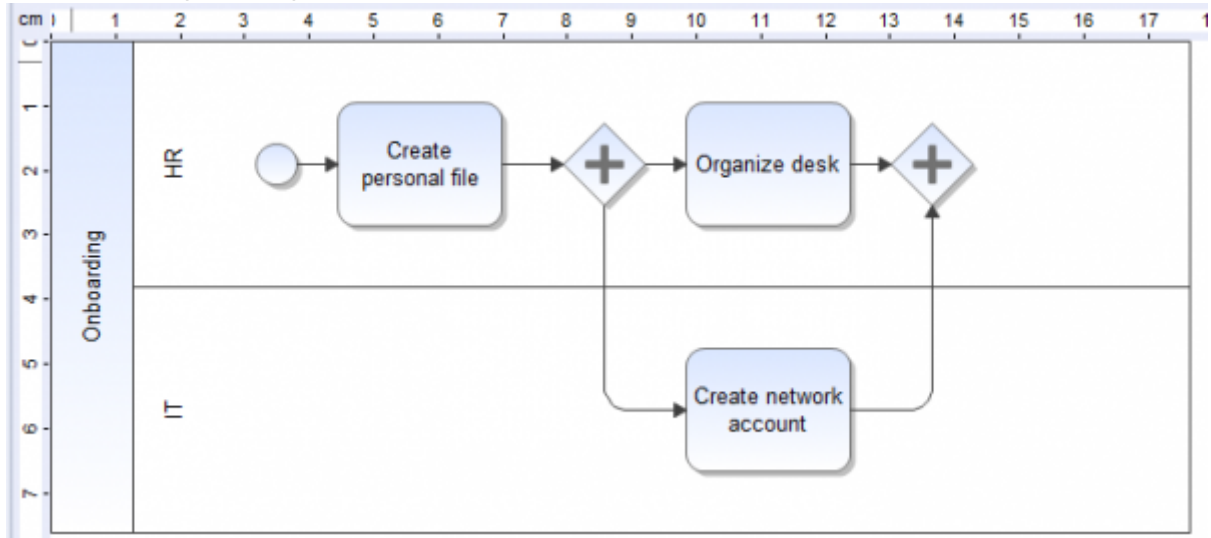 cm 1 2 3 4 5 6 7 8 9 10 11 12 13 14 15 16 17
0
1
2
3
4
5
6
7
Onboarding
HR
Create
personal file
Organize desk
IT
Create network
account